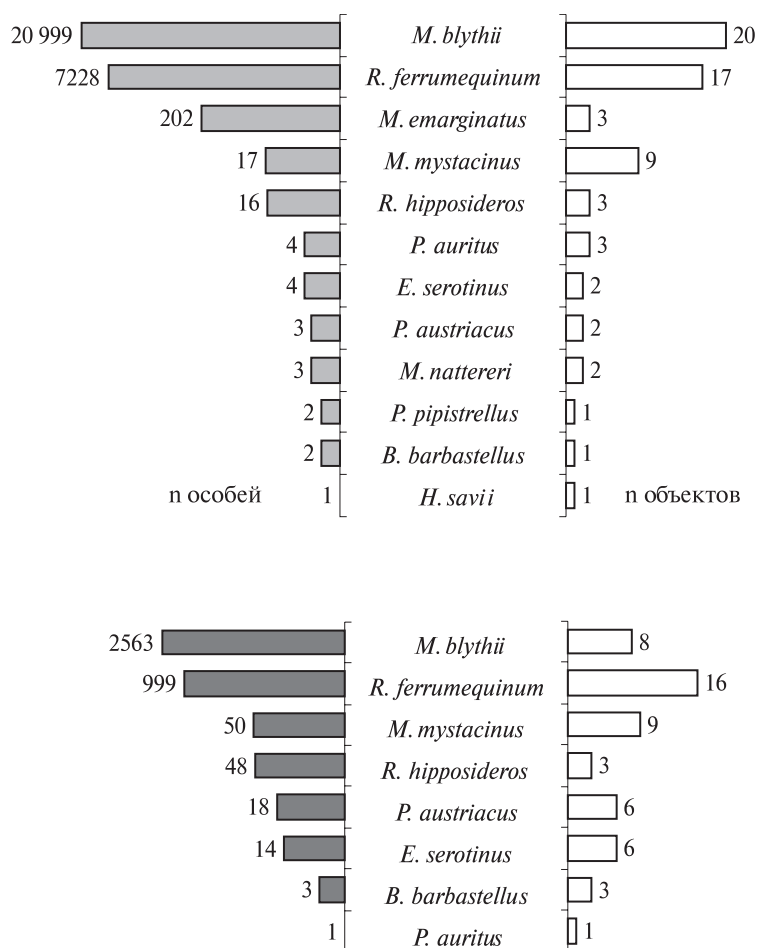 20 999 M. blythii 20
7228 R. ferrumequinum 17
202 M. emarginatus 3
17 M. mystacinus 9
16 R. hipposideros 3
4 P. auritus 3
4 E. serotinus 2
3 P. austriacus 2
3 M. nattereri 2
2 P. pipistrellus 1
2 B. barbastellus 1
n особей 1 H. savii 1 n объектов
2563 M. blythii 8
999 R. ferrumequinum 16
50 M. mystacinus 9
48 R. hipposideros 3
18 P. austriacus 6
14 E. serotinus 6
3 B. barbastellus 3
1 P. auritus 1